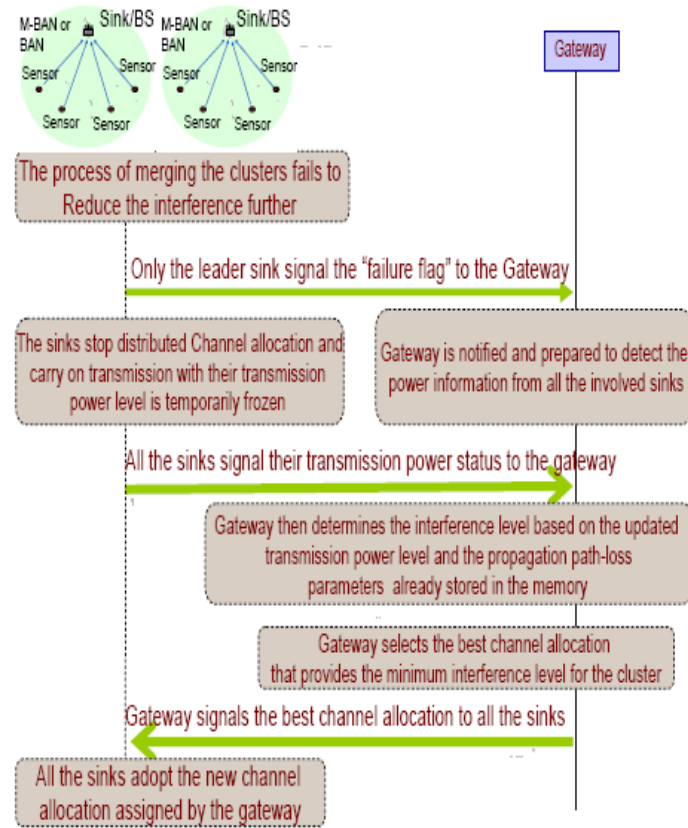 M-BAN or
BAN
Sink/BS
M-BAN or
BAN
Sink/BS
Gateway
Sensor
Sensor
Sensor
Sensor
Sensor
Sensor
Sensor
Sensor
The process of merging the clusters fails to
Reduce the interference further
Only the leader sink signal the “failure flag” to the Gateway
The sinks stop distributed Channel allocation and
carry on transmission with their transmission
power level is temporarily frozen
Gateway is notified and prepared to detect the
power information from all the involved sinks
All the sinks signal their transmission power status to the gateway
Gateway then determines the interference level based on the updated
transmission power level and the propagation path-loss
parameters already stored in the memory
Gateway selects the best channel allocation
that provides the minimum interference level for the cluster
Gateway signals the best channel allocation to all the sinks
All the sinks adopt the new channel
allocation assigned by the gateway